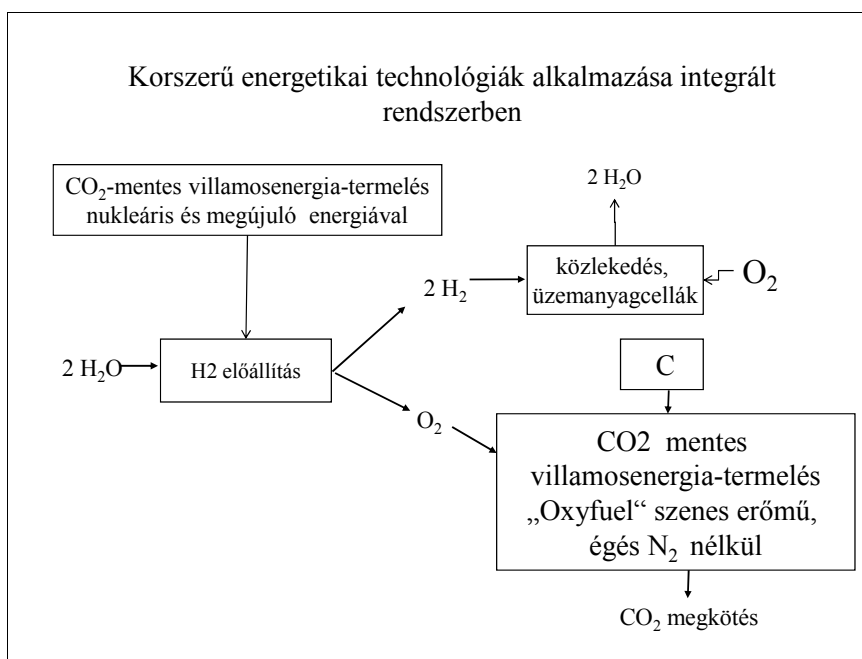 Korszerű energetikai technológiák alkalmazása integrált
rendszerben
CO₂-mentes villamosenergia-termelés
nukleáris és megújuló energiával
2 H₂O
közlekedés,
üzemanyagcellák
O₂
2 H₂
2 H₂O
H2 előállítás
C
O₂
CO2 mentes
villamosenergia-termelés
„Oxyfuel“ szenes erőmű,
égés N₂ nélkül
CO₂ megkötés